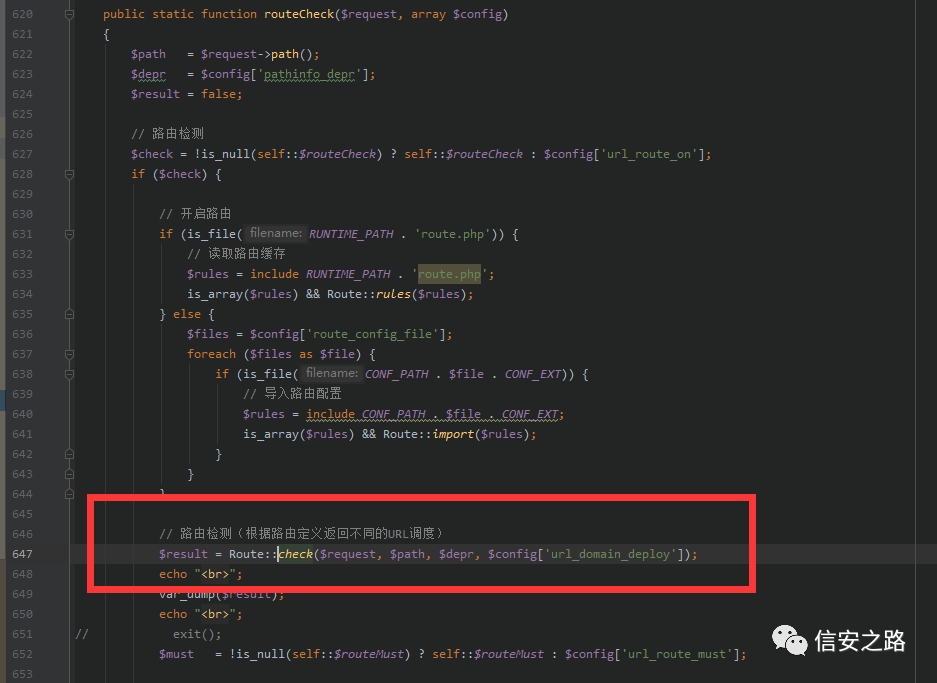 620 public static function routeCheck($request, array $config)
621 {
622 $path = $request->path();
623 $depr = $config['pathinfo_depr'];
624 $result = false;
625
626 // 路由检测
627 $check = !is_null(self::$routeCheck) ? self::$routeCheck : $config['url_route_on'];
628 if ($check) {
629
630 // 开启路由
631 if (is_file( filename: RUNTIME_PATH . 'route.php')) {
632 // 读取路由缓存
633 $rules = include RUNTIME_PATH . 'route.php';
634 is_array($rules) && Route::rules($rules);
635 } else {
636 $files = $config['route_config_file'];
637 foreach ($files as $file) {
638 if (is_file( filename: CONF_PATH . $file . CONF_EXT)) {
639 // 导入路由配置
640 $rules = include CONF_PATH . $file . CONF_EXT;
641 is_array($rules) && Route::import($rules);
642 }
643 }
644 }
645
646 // 路由检测（根据路由定义返回不同的URL调度）
647 $result = Route::check($request, $path, $depr, $config['url_domain_deploy']);
648 echo "<br>";
649 var_dump($result);
650 echo "<br>";
651 // exit();
652 $must = !is_null(self::$routeMust) ? self::$routeMust : $config['url_route_must'];
653
信安之路